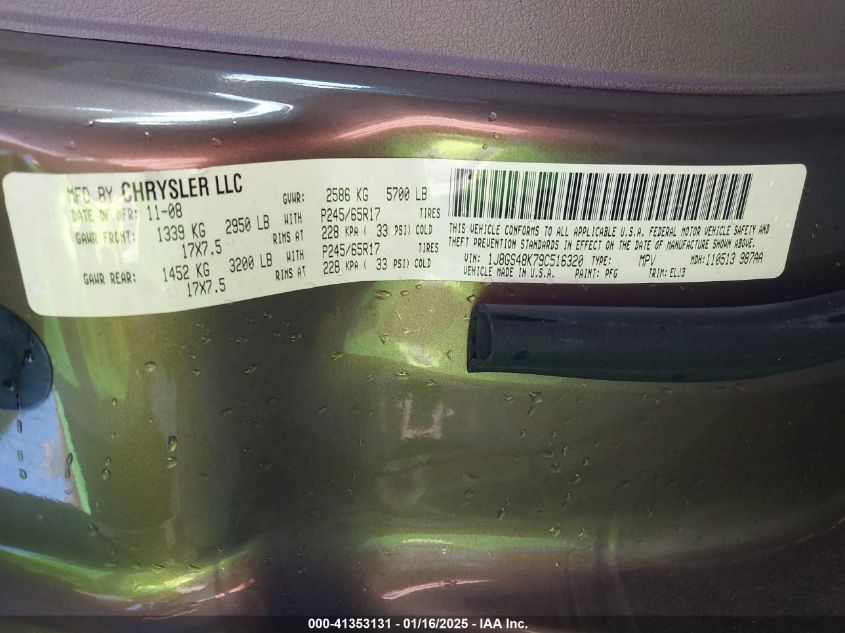 MFD BY CHRYSLER LLC
DATE OF MFR: 11-08 GVWR: 2586 KG 5700 LB
GAWR FRONT: 1339 KG 2950 LB WITH P245/65R17 TIRES
17X7.5 RIMS AT 228 KPA ( 33 PSI) COLD
GAWR REAR: 1452 KG 3200 LB WITH P245/65R17 TIRES
17X7.5 RIMS AT 228 KPA ( 33 PSI) COLD
THIS VEHICLE CONFORMS TO ALL APPLICABLE U.S.A. FEDERAL MOTOR VEHICLE SAFETY AND
THEFT PREVENTION STANDARDS IN EFFECT ON THE DATE OF MANUFACTURE SHOWN ABOVE.
VIN: 1J8GS48K79C516320 TYPE: MPV MDH: 110513 987AA
VEHICLE MADE IN U.S.A. PAINT: PFG TRIM: ELJ3
000-41353131 - 01/16/2025 - IAA Inc.